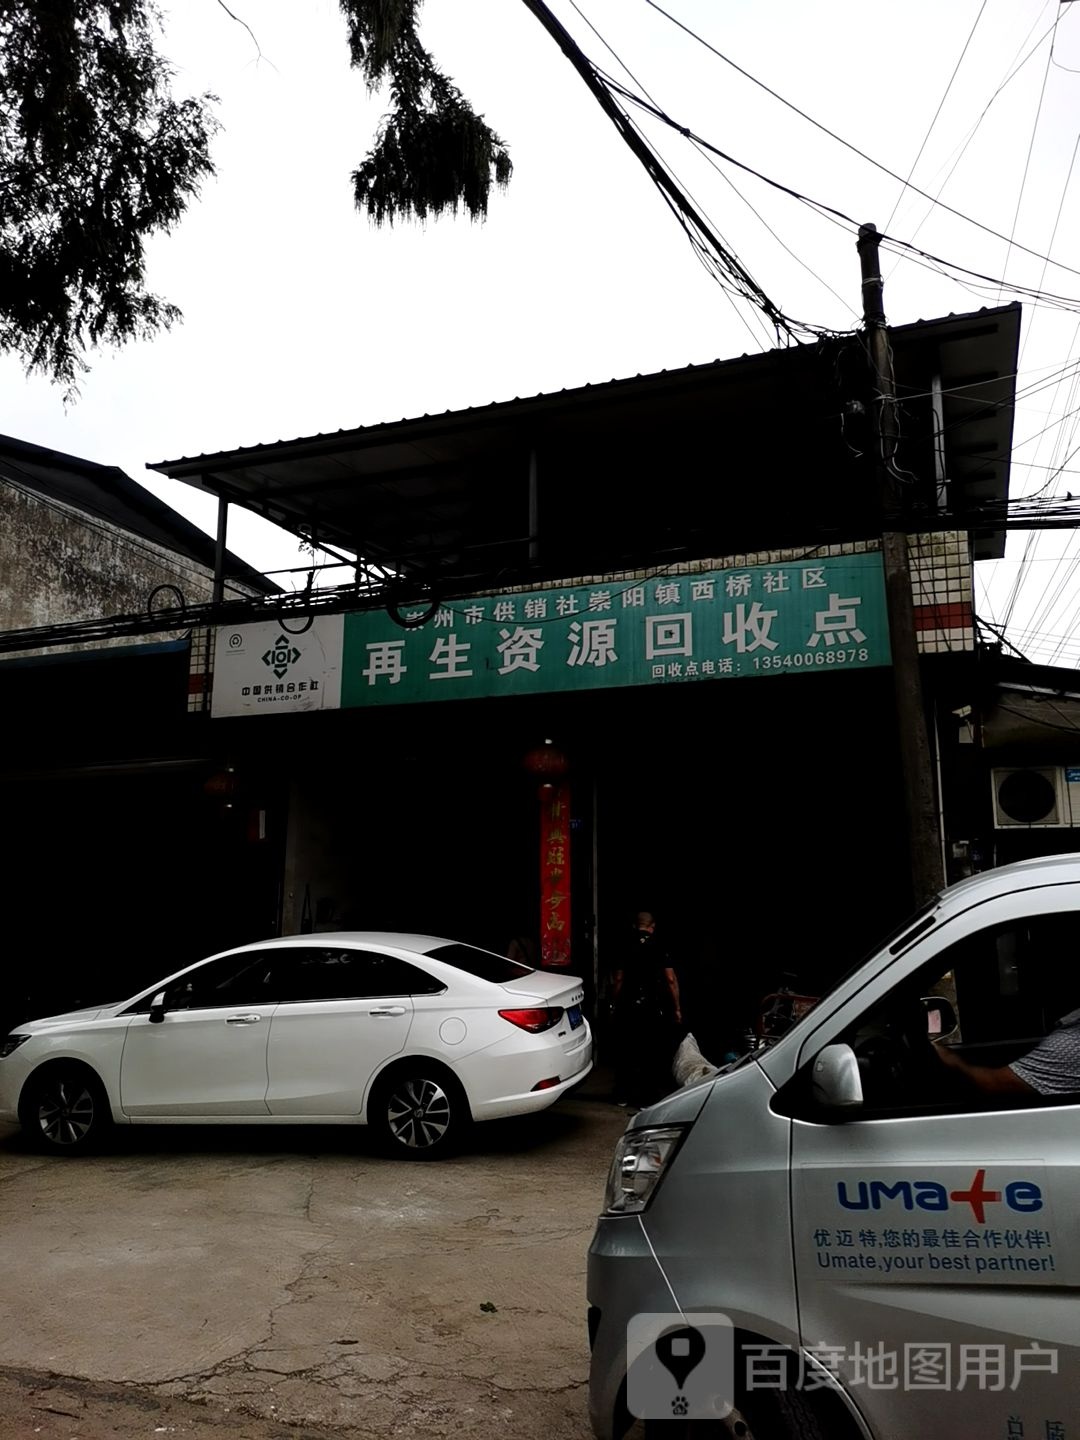 崇州市供销社崇阳镇西桥社区
再生资源回收点
回收点电话：13540068978
中国供销合作社
CHINA-CO-OP
umate
优迈特,您的最佳合作伙伴!
Umate,your best partner!
百度地图用户